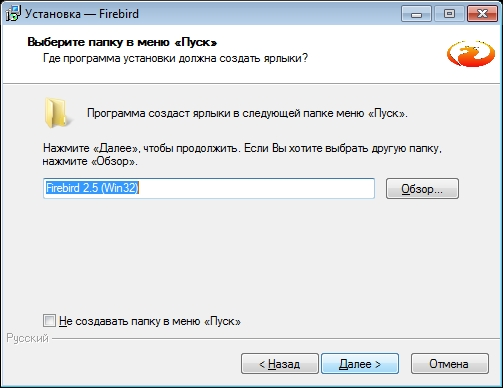 Установка — Firebird
Выберите папку в меню «Пуск»
Где программа установки должна создать ярлыки?
Программа создаст ярлыки в следующей папке меню «Пуск».
Нажмите «Далее», чтобы продолжить. Если Вы хотите выбрать другую папку,
нажмите «Обзор».
Firebird 2.5 (Win32)
Обзор...
Не создавать папку в меню «Пуск»
Русский
< Назад
Далее >
Отмена